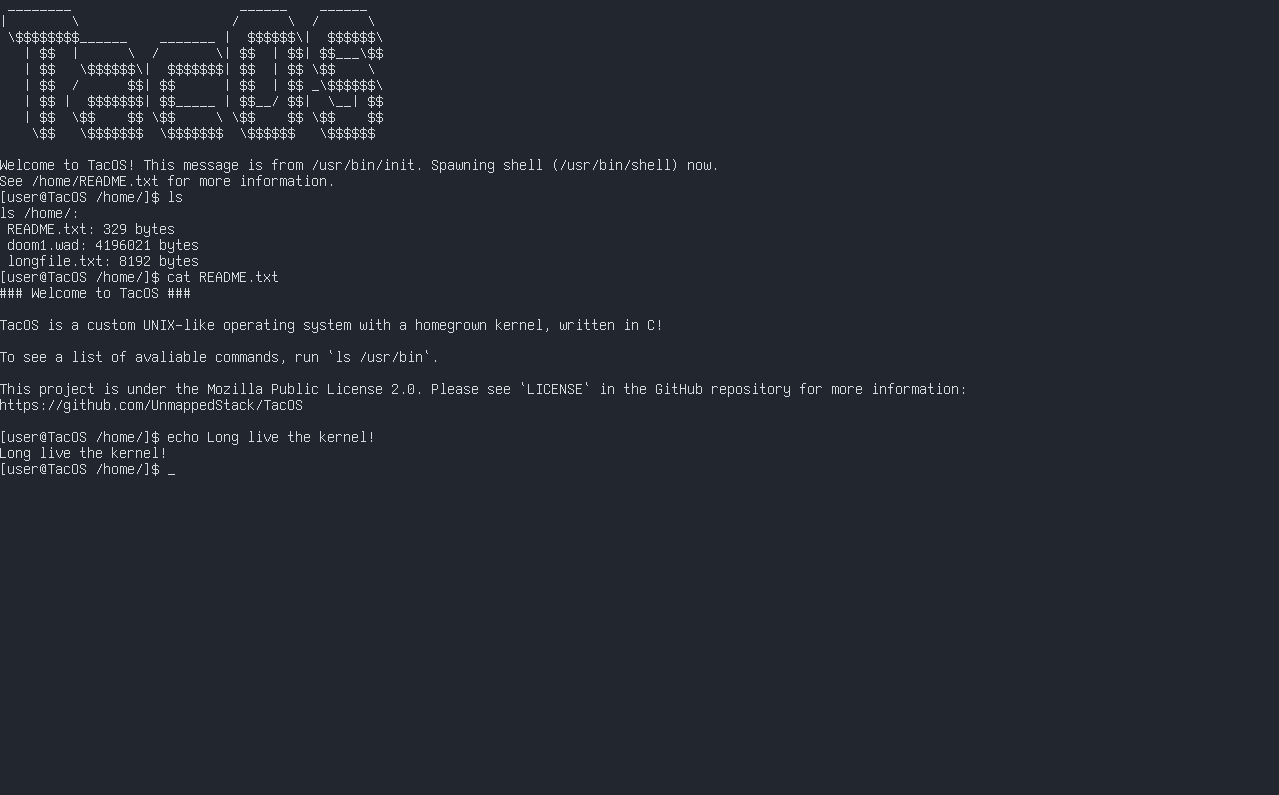 ________                     ______    ______
|        \                   /      \  /      \
 \$$$$$$$$______    _______ |  $$$$$$\|  $$$$$$\
   | $$  |      \  /       \| $$  | $$| $$___\$$
   | $$   \$$$$$$\|  $$$$$$$| $$  | $$ \$$    \
   | $$  /      $$| $$      | $$  | $$ _\$$$$$$\
   | $$ |  $$$$$$$| $$_____ | $$__/ $$|  \__| $$
   | $$  \$$    $$ \$$     \ \$$    $$ \$$    $$
    \$$   \$$$$$$$  \$$$$$$$  \$$$$$$   \$$$$$$
Welcome to TacOS! This message is from /usr/bin/init. Spawning shell (/usr/bin/shell) now.
See /home/README.txt for more information.
[user@TacOS /home/]$ ls
ls /home/:
 README.txt: 329 bytes
 doom1.wad: 4196021 bytes
 longfile.txt: 8192 bytes
[user@TacOS /home/]$ cat README.txt
### Welcome to TacOS ###
TacOS is a custom UNIX-like operating system with a homegrown kernel, written in C!
To see a list of avaliable commands, run `ls /usr/bin`.
This project is under the Mozilla Public License 2.0. Please see `LICENSE` in the GitHub repository for more information:
https://github.com/UnmappedStack/TacOS
[user@TacOS /home/]$ echo Long live the kernel!
Long live the kernel!
[user@TacOS /home/]$ _